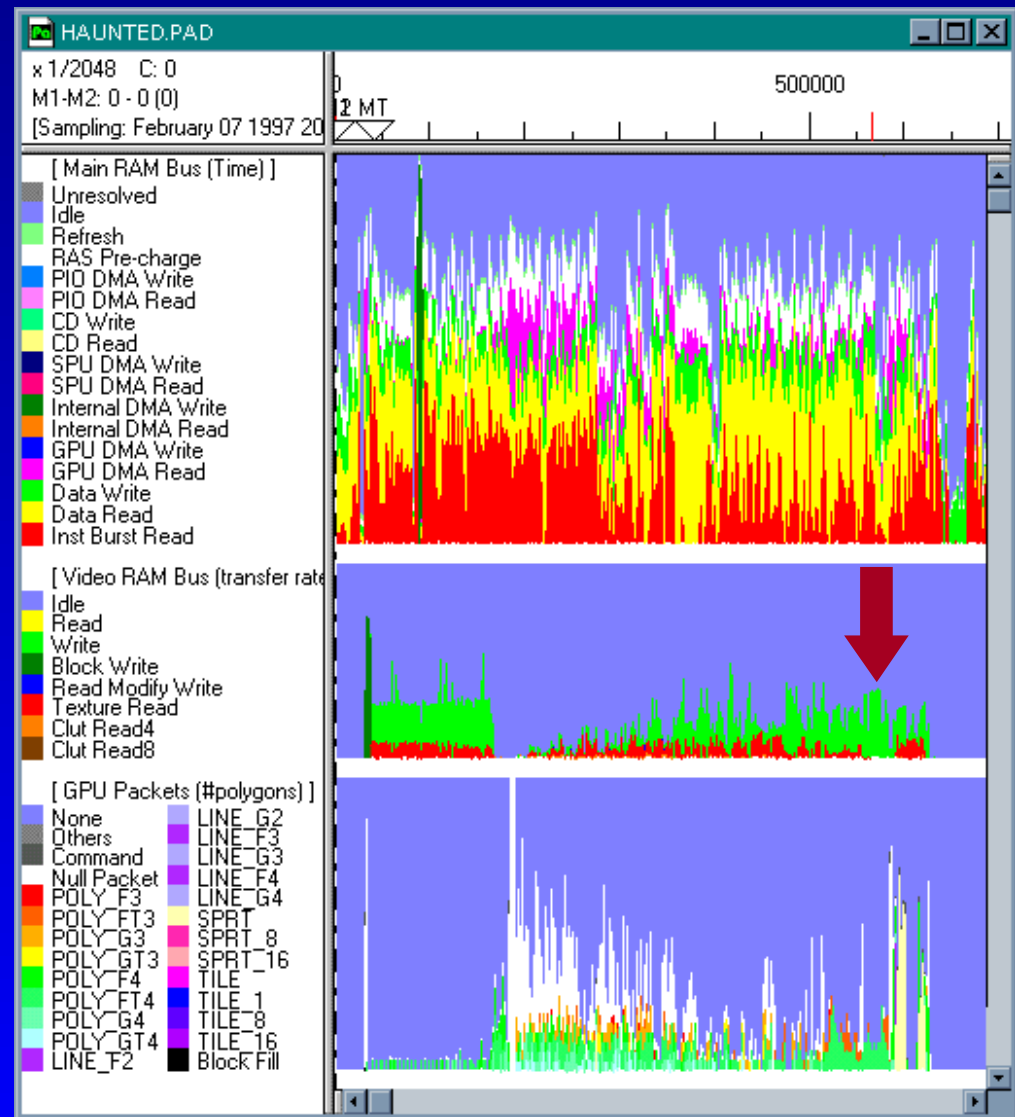 HAUNTED.PAD
x 1/2048 C: 0
M1-M2: 0 - 0 (0)
[Sampling: February 07 1997 20
0 500000
MT
[ Main RAM Bus (Time) ]
Unresolved
Idle
Refresh
RAS Pre-charge
PIO DMA Write
PIO DMA Read
CD Write
CD Read
SPU DMA Write
SPU DMA Read
Internal DMA Write
Internal DMA Read
GPU DMA Write
GPU DMA Read
Data Write
Data Read
Inst Burst Read
[ Video RAM Bus (transfer rate
Idle
Read
Write
Block Write
Read Modify Write
Texture Read
Clut Read4
Clut Read8
[ GPU Packets (#polygons) ]
None LINE_G2
Others LINE_F3
Command LINE_G3
Null Packet LINE_F4
POLY_F3 LINE_G4
POLY_FT3 SPRT
POLY_G3 SPRT_8
POLY_GT3 SPRT_16
POLY_F4 TILE
POLY_FT4 TILE_1
POLY_G4 TILE_8
POLY_GT4 TILE_16
LINE_F2 Block Fill